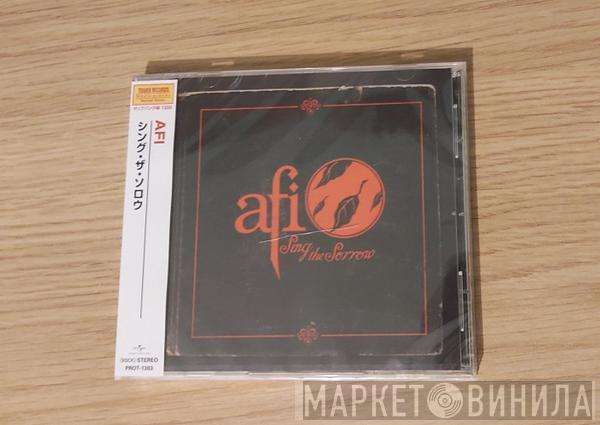 TOWER RECORDS
AFI
シング・ザ・ソロウ
STEREO
PROT-1303
afi
Sing the Sorrow
МАРКЕТ ВИНИЛА